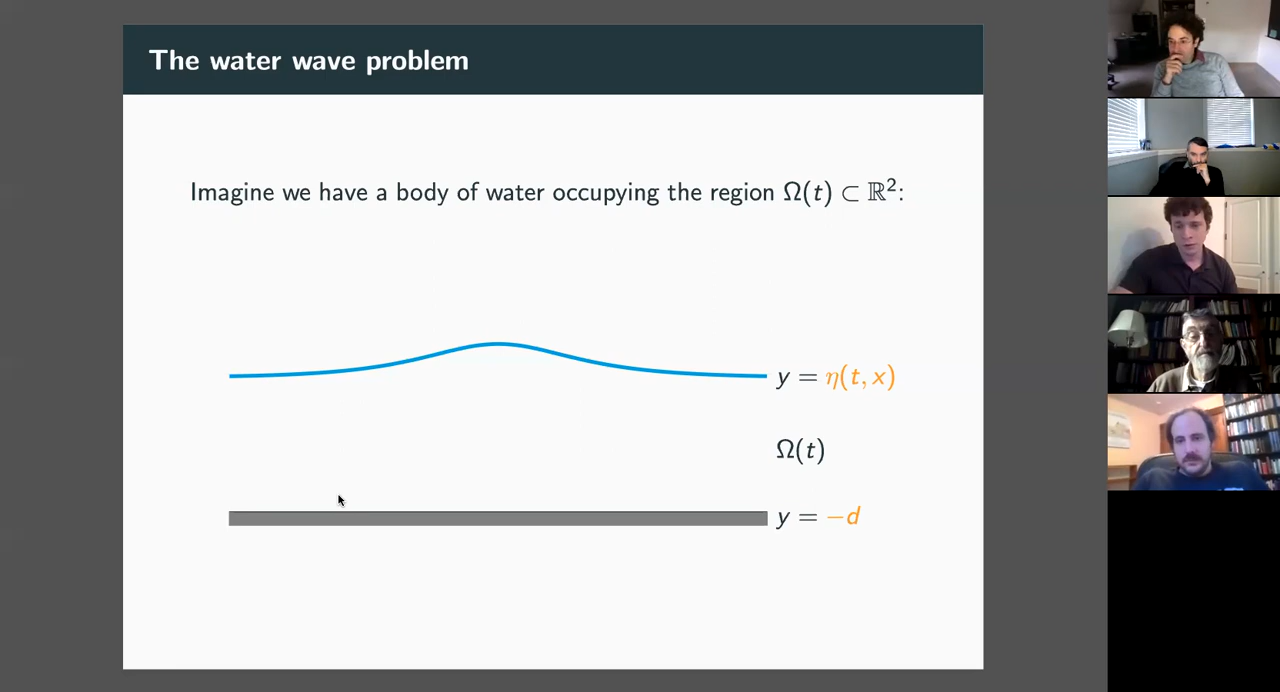 The water wave problem
Imagine we have a body of water occupying the region Ω(t) ⊂ ℝ²:
y = η(t, x)
Ω(t)
y = −d